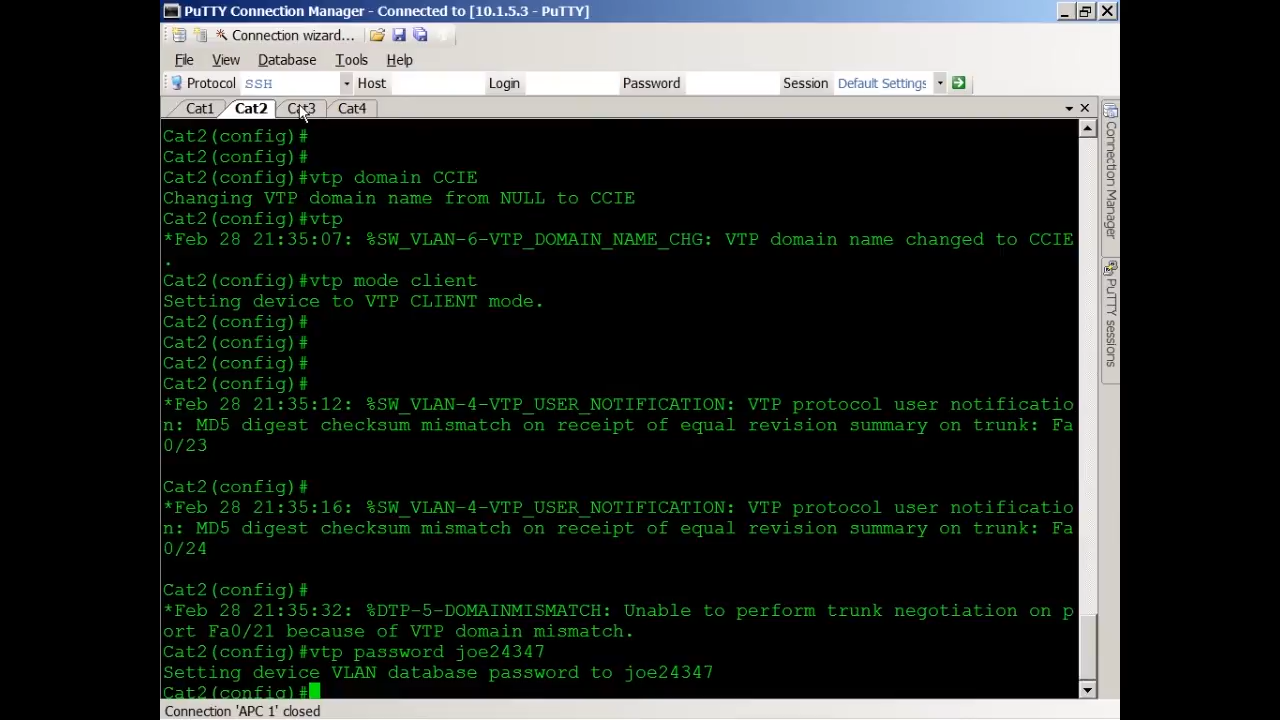 PuTTY Connection Manager - Connected to [10.1.5.3 - PuTTY]
Connection wizard...
File View Database Tools Help
Protocol SSH Host Login Password Session Default Settings
Cat1 Cat2 Cat3 Cat4
Cat2(config)#
Cat2(config)#
Cat2(config)#vtp domain CCIE
Changing VTP domain name from NULL to CCIE
Cat2(config)#vtp
*Feb 28 21:35:07: %SW_VLAN-6-VTP_DOMAIN_NAME_CHG: VTP domain name changed to CCIE
.
Cat2(config)#vtp mode client
Setting device to VTP CLIENT mode.
Cat2(config)#
Cat2(config)#
Cat2(config)#
Cat2(config)#
*Feb 28 21:35:12: %SW_VLAN-4-VTP_USER_NOTIFICATION: VTP protocol user notificatio
n: MD5 digest checksum mismatch on receipt of equal revision summary on trunk: Fa
0/23
Cat2(config)#
*Feb 28 21:35:16: %SW_VLAN-4-VTP_USER_NOTIFICATION: VTP protocol user notificatio
n: MD5 digest checksum mismatch on receipt of equal revision summary on trunk: Fa
0/24
Cat2(config)#
*Feb 28 21:35:32: %DTP-5-DOMAINMISMATCH: Unable to perform trunk negotiation on p
ort Fa0/21 because of VTP domain mismatch.
Cat2(config)#vtp password joe24347
Setting device VLAN database password to joe24347
Cat2(config)#
Connection 'APC 1' closed
Connection Manager
PuTTY sessions